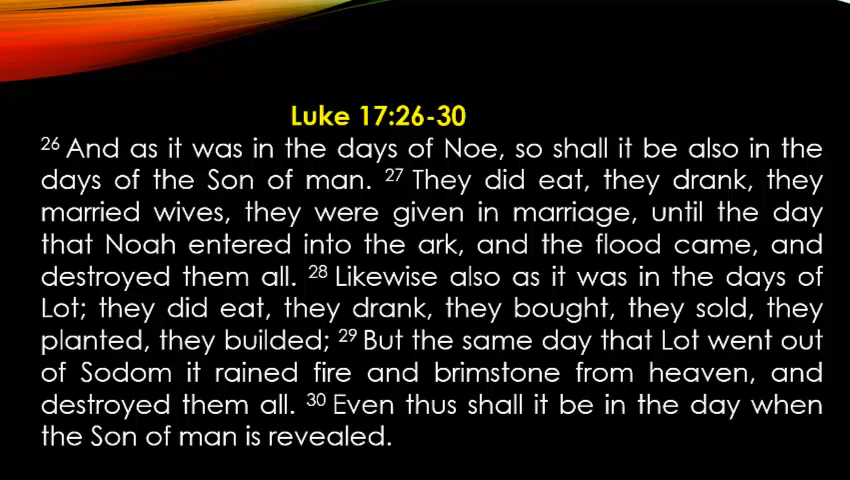 Luke 17:26-30
26 And as it was in the days of Noe, so shall it be also in the
days of the Son of man. 27 They did eat, they drank, they
married wives, they were given in marriage, until the day
that Noah entered into the ark, and the flood came, and
destroyed them all. 28 Likewise also as it was in the days of
Lot; they did eat, they drank, they bought, they sold, they
planted, they builded; 29 But the same day that Lot went out
of Sodom it rained fire and brimstone from heaven, and
destroyed them all. 30 Even thus shall it be in the day when
the Son of man is revealed.